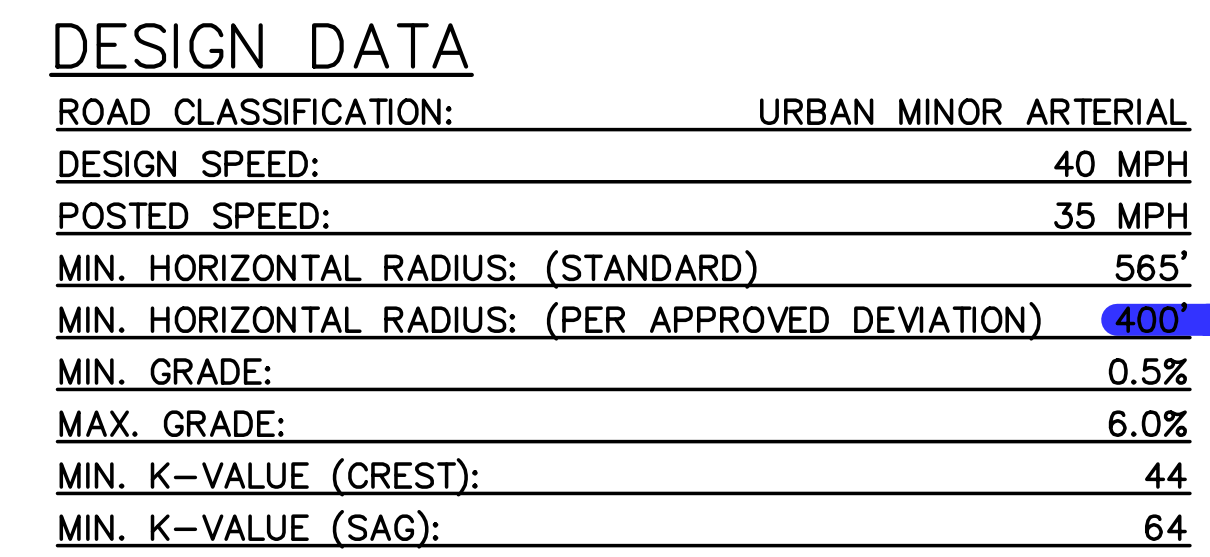 DESIGN DATA
ROAD CLASSIFICATION: URBAN MINOR ARTERIAL
DESIGN SPEED: 40 MPH
POSTED SPEED: 35 MPH
MIN. HORIZONTAL RADIUS: (STANDARD) 565'
MIN. HORIZONTAL RADIUS: (PER APPROVED DEVIATION) 400'
MIN. GRADE: 0.5%
MAX. GRADE: 6.0%
MIN. K-VALUE (CREST): 44
MIN. K-VALUE (SAG): 64